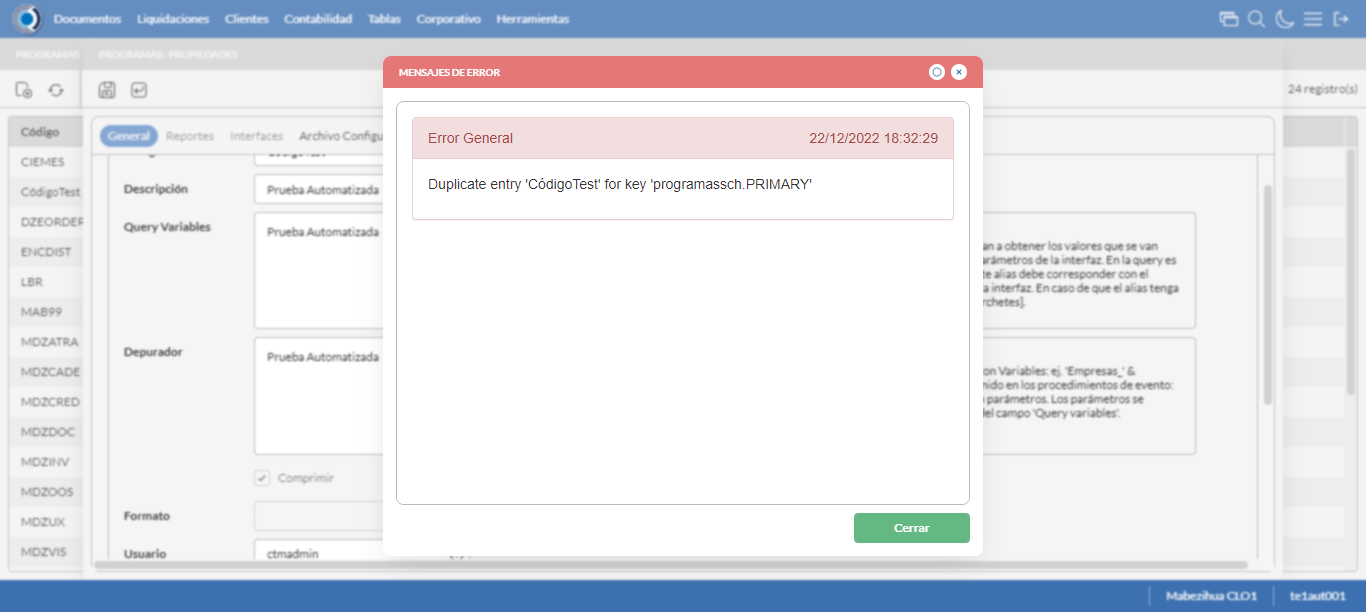 Documentos Liquidaciones Clientes Contabilidad Tablas Corporativo Herramientas
PROGRAMAS PROGRAMAS : PROPIEDADES
MENSAJES DE ERROR
24 registro(s)
Código
General Reportes Interfaces Archivo Configu
Error General 22/12/2022 18:32:29
Duplicate entry 'CódigoTest' for key 'programassch.PRIMARY'
CIEMES
CódigoTest
DZEORDER
ENCDIST
LBR
MAB99
MDZATRA
MDZCADE
MDZCRED
MDZDOC
MDZINV
MDZOOS
MDZUX
MDZVIS
Descripción Prueba Automatizada
Query Variables Prueba Automatizada
an a obtener los valores que se van
arámetros de la interfaz. En la query es
te alias debe corresponder con el
a interfaz. En caso de que el alias tenga
rchetes].
Depurador Prueba Automatizada
on Variables: ej. 'Empresas_' &
nido en los procedimientos de evento:
o parámetros. Los parámetros se
del campo 'Query variables'.
Comprimir
Formato
Usuario ctmadmin
Cerrar
Mabezihua CLO1 te1aut001